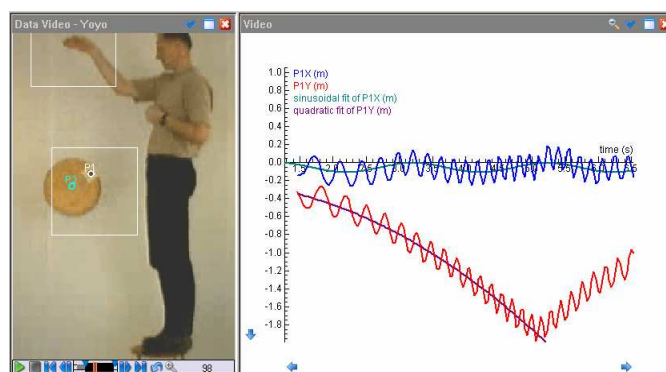 Data Video - Yoyo
P1
P2
98
Video
P1X (m)
P1Y (m)
sinusoidal fit of P1X (m)
quadratic fit of P1Y (m)
time (s)
1.0
0.8
0.6
0.4
0.2
0.0
-0.2
-0.4
-0.6
-0.8
-1.0
-1.2
-1.4
-1.6
-1.8
1.5